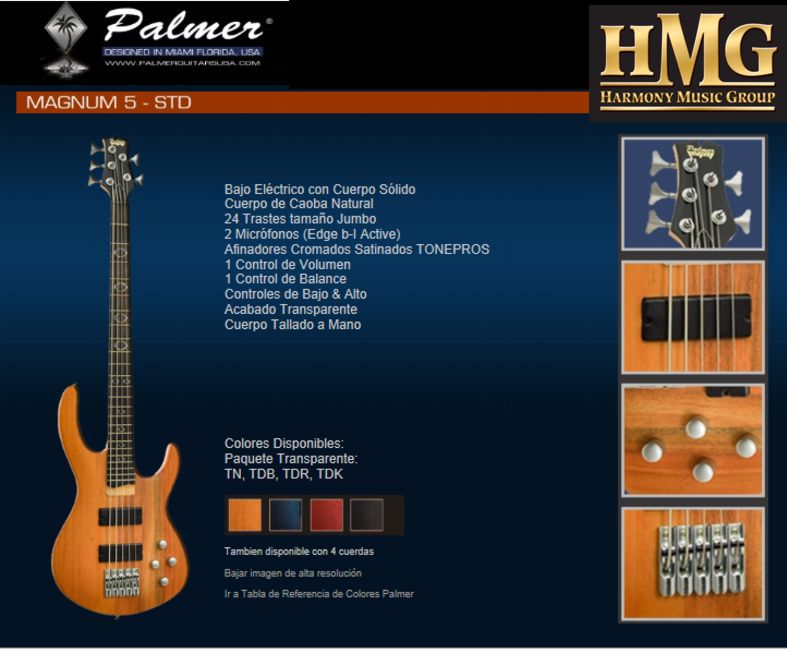 Palmer®
DESIGNED IN MIAMI FLORIDA, USA
WWW.PALMERGUITARSUSA.COM
HMG
HARMONY MUSIC GROUP
MAGNUM 5 - STD
Bajo Eléctrico con Cuerpo Sólido
Cuerpo de Caoba Natural
24 Trastes tamaño Jumbo
2 Micrófonos (Edge b-I Active)
Afinadores Cromados Satinados TONEPROS
1 Control de Volumen
1 Control de Balance
Controles de Bajo & Alto
Acabado Transparente
Cuerpo Tallado a Mano
Colores Disponibles:
Paquete Transparente:
TN, TDB, TDR, TDK
Tambien disponible con 4 cuerdas
Bajar imagen de alta resolución
Ir a Tabla de Referencia de Colores Palmer
Palmer